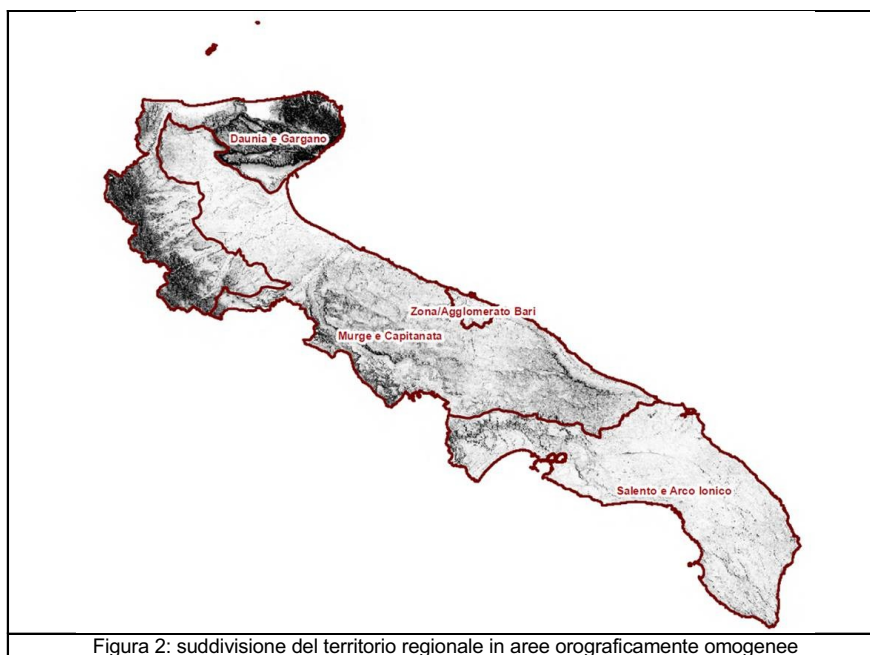 Daunia e Gargano
Zona/Agglomerato Bari
Murge e Capitanata
Salento e Arco Ionico
Figura 2: suddivisione del territorio regionale in aree orograficamente omogenee